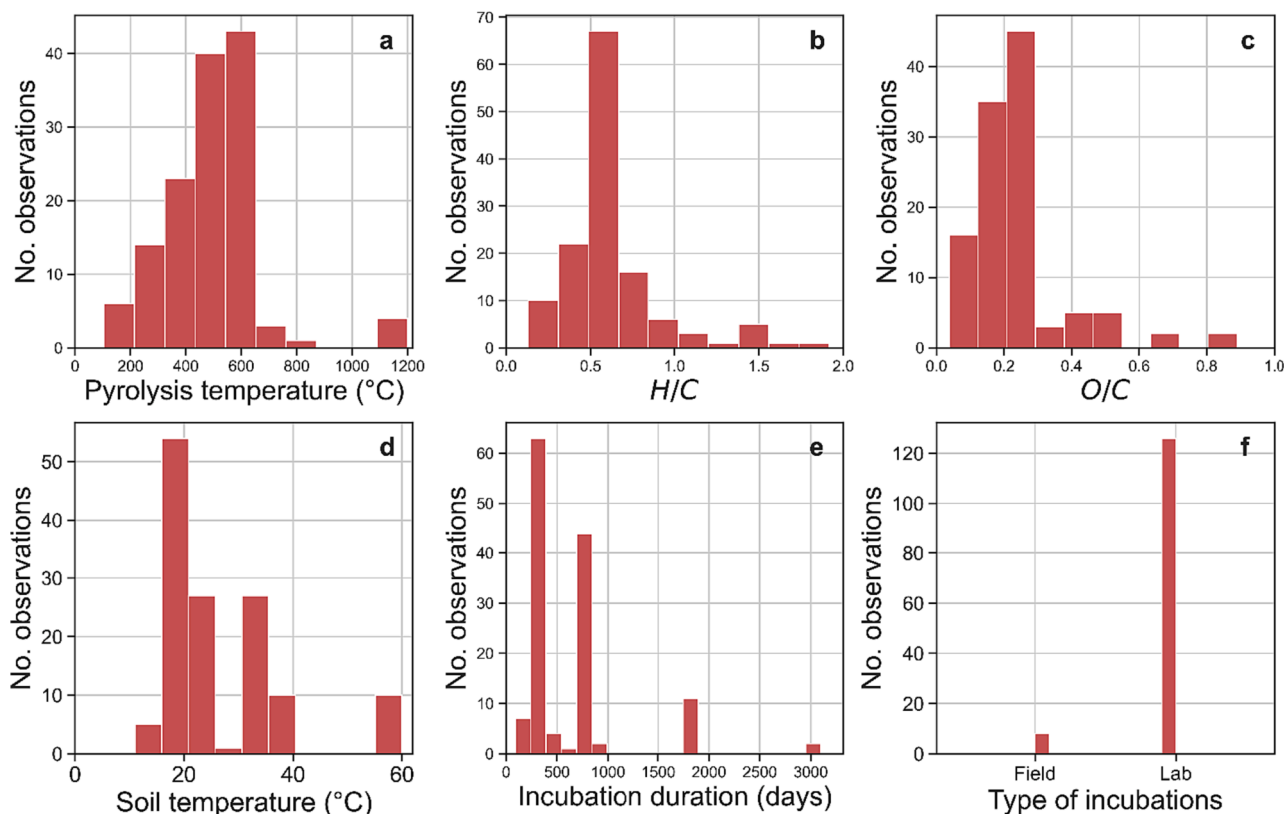 a
No. observations
40
30
20
10
0
0 200 400 600 800 1000 1200
Pyrolysis temperature (°C)
b
No. observations
70
60
50
40
30
20
10
0
0.0 0.5 1.0 1.5 2.0
H/C
c
No. observations
40
30
20
10
0
0.0 0.2 0.4 0.6 0.8 1.0
O/C
d
No. observations
50
40
30
20
10
0
0 20 40 60
Soil temperature (°C)
e
No. observations
60
50
40
30
20
10
0
0 500 1000 1500 2000 2500 3000
Incubation duration (days)
f
No. observations
120
100
80
60
40
20
0
Field Lab
Type of incubations